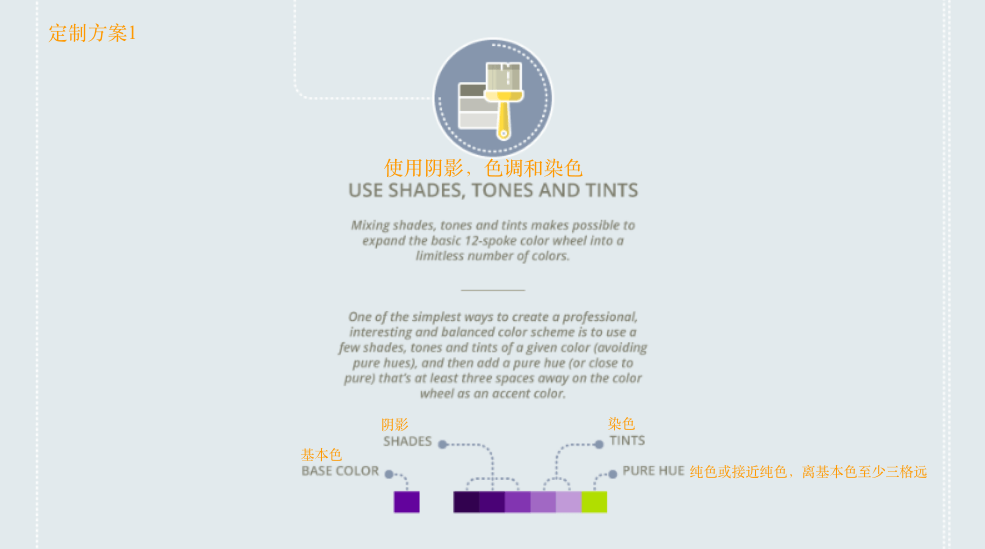 定制方案1
使用阴影、色调和染色
USE SHADES, TONES AND TINTS
Mixing shades, tones and tints makes possible to
expand the basic 12-spoke color wheel into a
limitless number of colors.
One of the simplest ways to create a professional,
interesting and balanced color scheme is to use a
few shades, tones and tints of a given color (avoiding
pure hues), and then add a pure hue (or close to
pure) that's at least three spaces away on the color
wheel as an accent color.
阴影
SHADES
染色
TINTS
基本色
BASE COLOR
PURE HUE 纯色或接近纯色、离基本色至少三格远